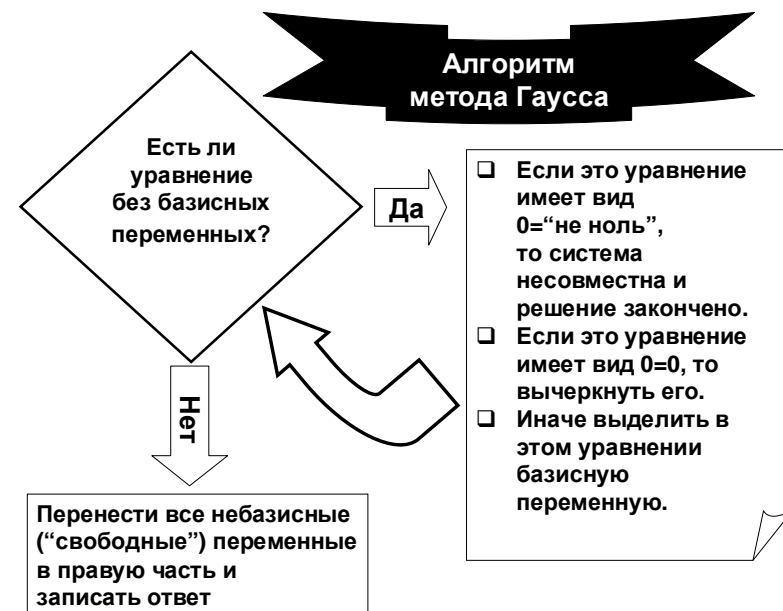 Алгоритм
метода Гаусса
Есть ли
уравнение
без базисных
переменных?
Да
❑ Если это уравнение
имеет вид
0=“не ноль”,
то система
несовместна и
решение закончено.
❑ Если это уравнение
имеет вид 0=0, то
вычеркнуть его.
❑ Иначе выделить в
этом уравнении
базисную
переменную.
Нет
Перенести все небазисные
(“свободные”) переменные
в правую часть и
записать ответ